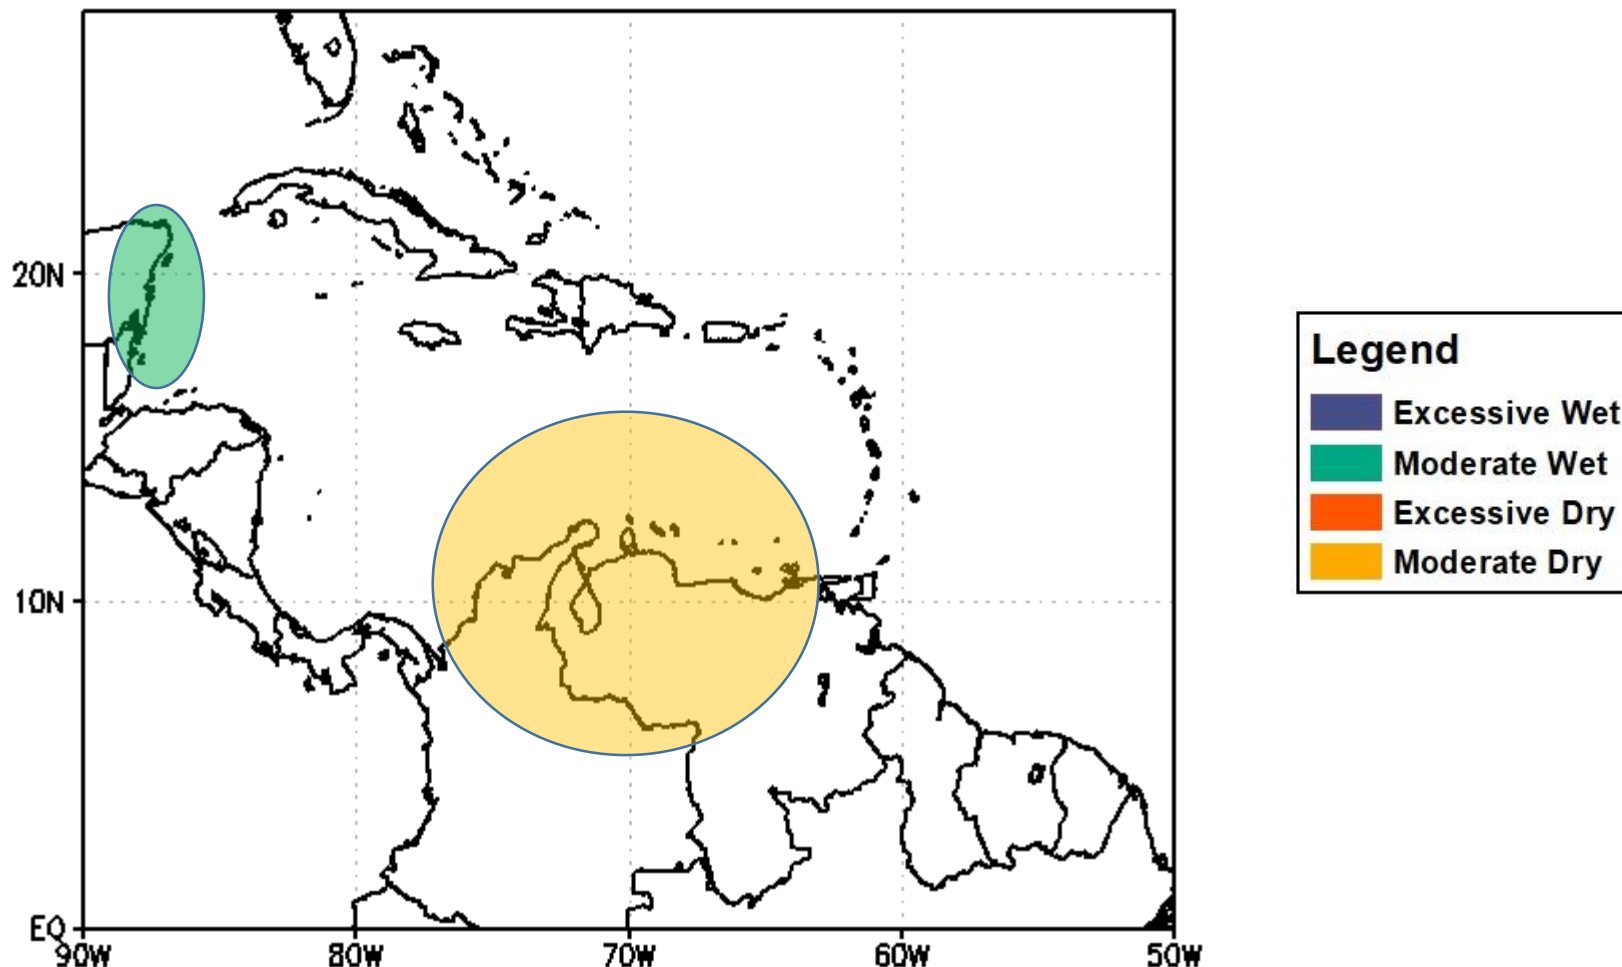 20N
10N
EQ
90W 80W 70W 60W 50W
Legend
Excessive Wet
Moderate Wet
Excessive Dry
Moderate Dry